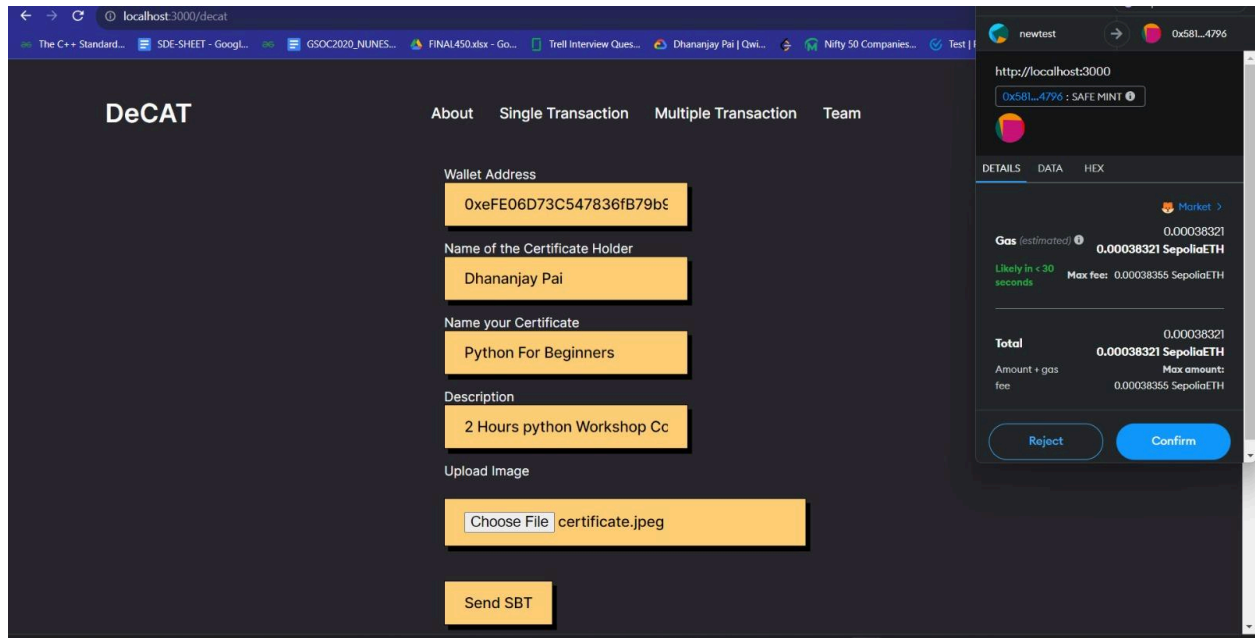 localhost:3000/decat
The C++ Standard... SDE-SHEET - Googl... GSOC2020_NUNES... FINAL450.xlsx - Go... Trell Interview Ques... Dhananjay Pai | Qwi... Nifty 50 Companies... Test |
newtest 0x581...4796
http://localhost:3000
0x581...4796 : SAFE MINT
DeCAT
About Single Transaction Multiple Transaction Team
Wallet Address
0xeFE06D73C547836fB79b9
Name of the Certificate Holder
Dhananjay Pai
Name your Certificate
Python For Beginners
Description
2 Hours python Workshop Co
Upload Image
Choose File certificate.jpeg
Send SBT
DETAILS DATA HEX
Market >
0.00038321
Gas (estimated) 0.00038321 SepoliaETH
Likely in < 30
seconds
Max fee: 0.00038355 SepoliaETH
0.00038321
Total 0.00038321 SepoliaETH
Amount + gas
fee
Max amount:
0.00038355 SepoliaETH
Reject Confirm